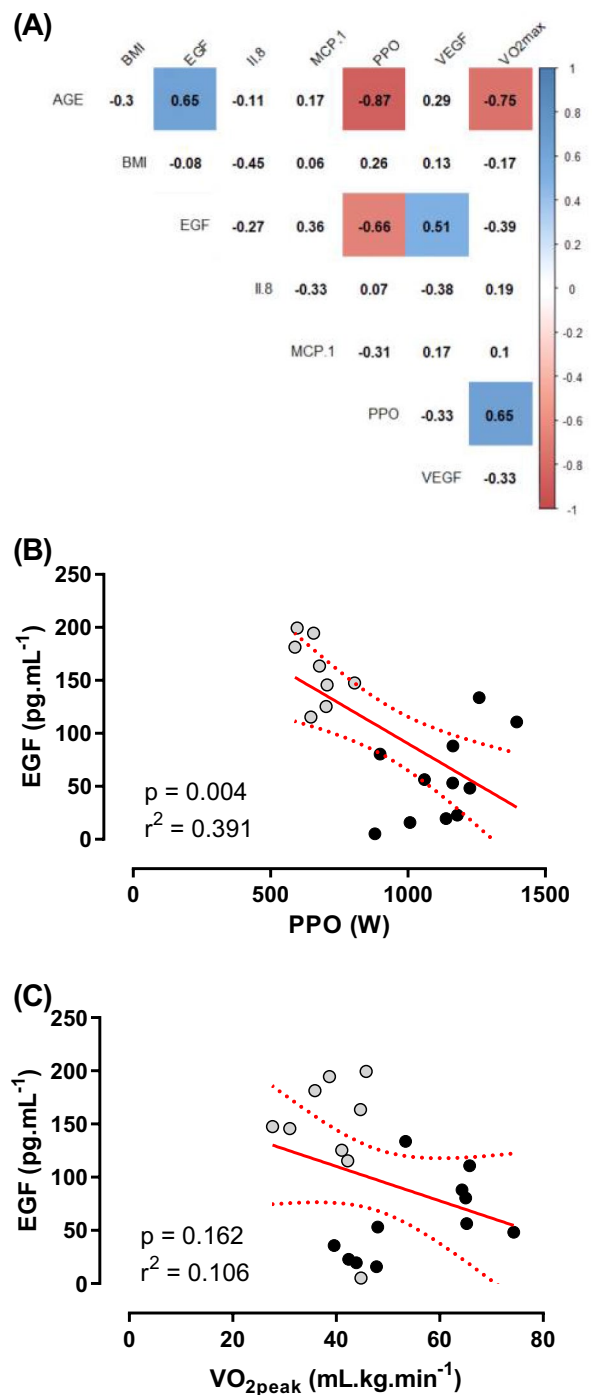 (A)
BMI EGF Il.8 MCP.1 PPO VEGF VO2max
AGE -0.3 0.65 -0.11 0.17 -0.87 0.29 -0.75
BMI -0.08 -0.45 0.06 0.26 0.13 -0.17
EGF -0.27 0.36 -0.66 0.51 -0.39
Il.8 -0.33 0.07 -0.38 0.19
MCP.1 -0.31 0.17 0.1
PPO -0.33 0.65
VEGF -0.33
1
0.8
0.6
0.4
0.2
0
-0.2
-0.4
-0.6
-0.8
-1
(B)
EGF (pg.mL⁻¹)
250
200
150
100
50
0
p = 0.004
r² = 0.391
0 500 1000 1500
PPO (W)
(C)
EGF (pg.mL⁻¹)
250
200
150
100
50
0
p = 0.162
r² = 0.106
0 20 40 60 80
VO₂peak (mL.kg.min⁻¹)